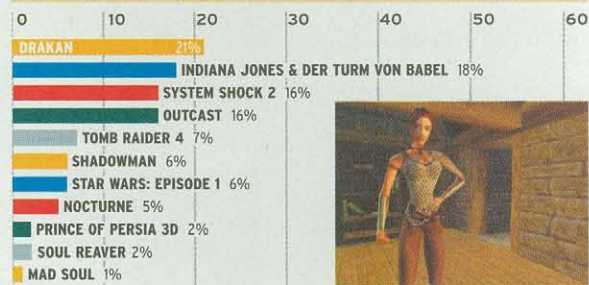 0 10 20 30 40 50 60
DRAKAN 21%
INDIANA JONES & DER TURM VON BABEL 18%
SYSTEM SHOCK 2 16%
OUTCAST 16%
TOMB RAIDER 4 7%
SHADOWMAN 6%
STAR WARS: EPISODE 1 6%
NOCTURNE 5%
PRINCE OF PERSIA 3D 2%
SOUL REAVER 2%
MAD SOUL 1%